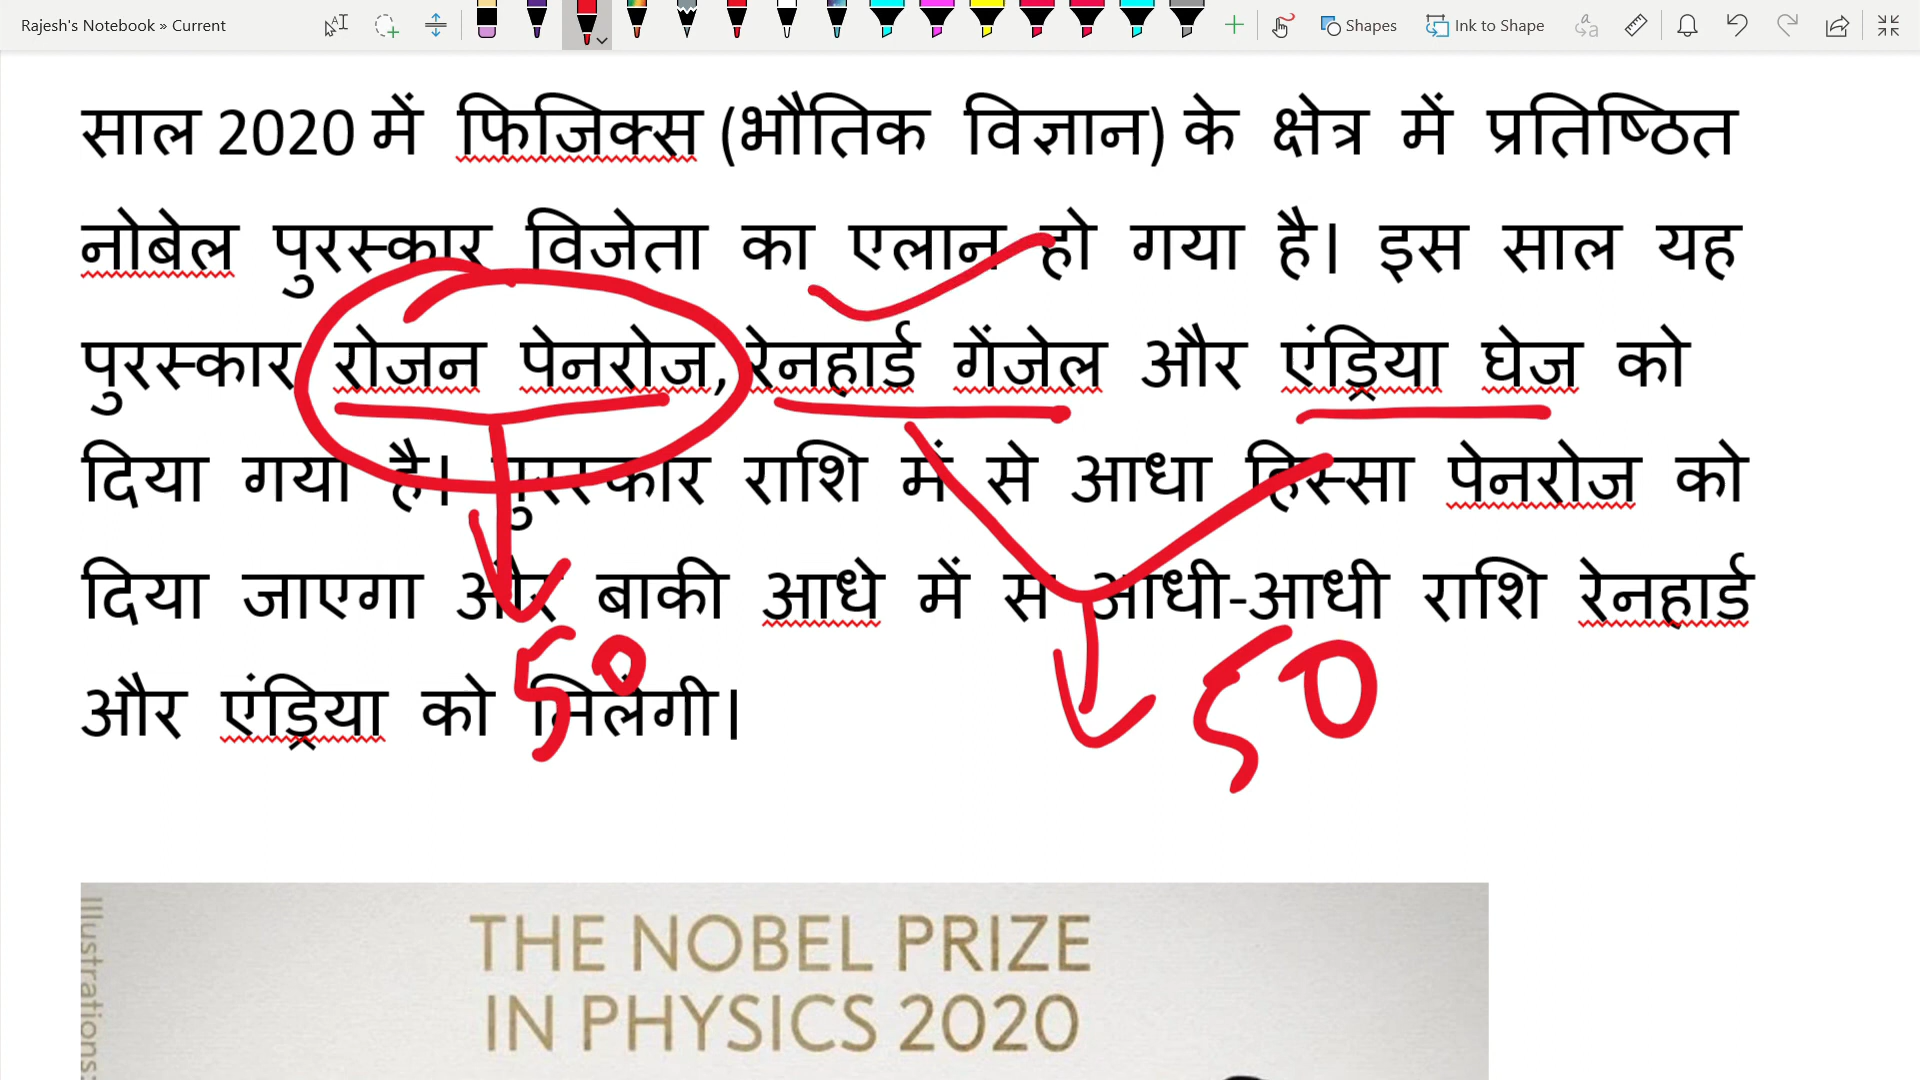 Rajesh's Notebook » Current
Shapes
Ink to Shape
साल 2020 में फिजिक्स (भौतिक विज्ञान) के क्षेत्र में प्रतिष्ठित
नोबेल पुरस्कार विजेता का एलान हो गया है। इस साल यह
पुरस्कार रोजन पेनरोज, रेनहार्ड गेंजेल और एंड्रिया घेज को
दिया गया है। पुरस्कार राशि में से आधा हिस्सा पेनरोज को
दिया जाएगा और बाकी आधे में से आधी-आधी राशि रेनहार्ड
और एंड्रिया को मिलेगी।
50
50
THE NOBEL PRIZE
IN PHYSICS 2020
Illustrations: